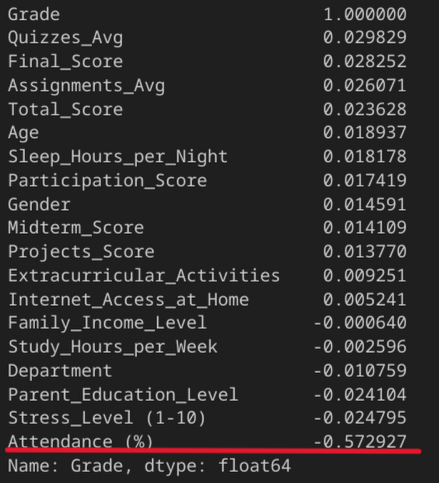 Grade 1.000000
Quizzes_Avg 0.029829
Final_Score 0.028252
Assignments_Avg 0.026071
Total_Score 0.023628
Age 0.018937
Sleep_Hours_per_Night 0.018178
Participation_Score 0.017419
Gender 0.014591
Midterm_Score 0.014109
Projects_Score 0.013770
Extracurricular_Activities 0.009251
Internet_Access_at_Home 0.005241
Family_Income_Level -0.000640
Study_Hours_per_Week -0.002596
Department -0.010759
Parent_Education_Level -0.024104
Stress_Level (1-10) -0.024795
Attendance (%) -0.572927
Name: Grade, dtype: float64